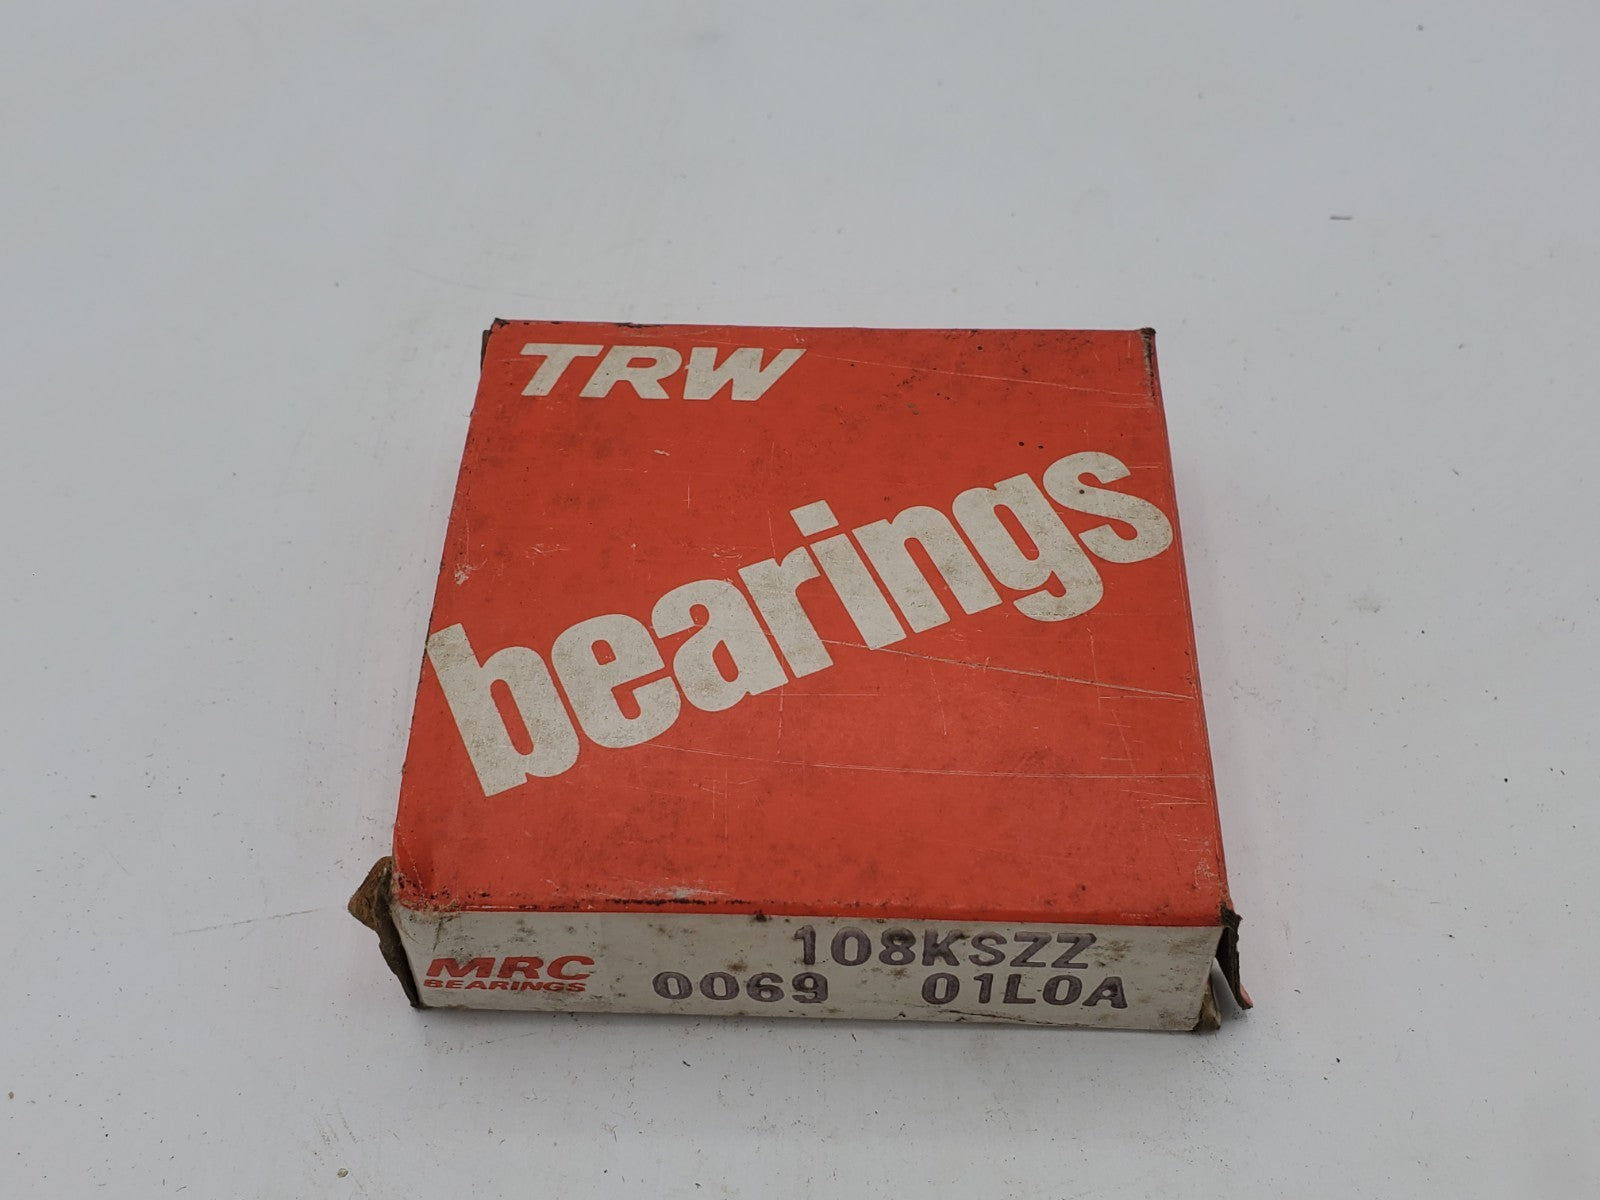 TRW
bearings
108KSZZ
MRC
BEARINGS
0069 01L0A